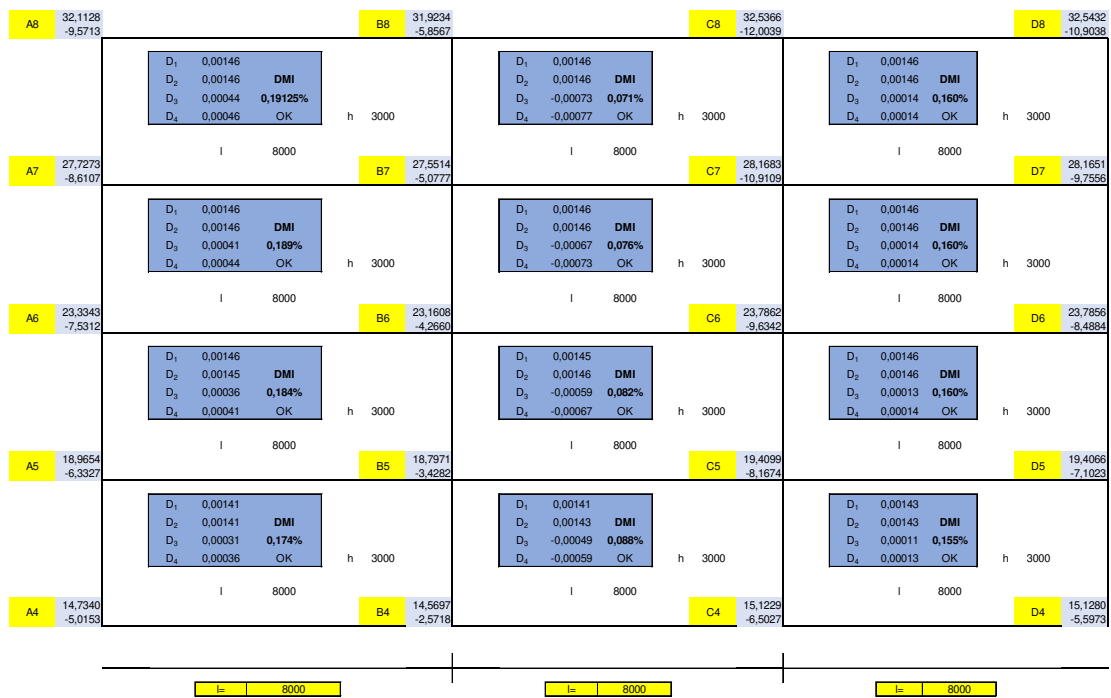 A8 32,1128 B8 31,9234 C8 32,5366 D8 32,5432
-9,5713 -5,8567 -12,0039 -10,9038
D₁ 0,00146 D₁ 0,00146 D₁ 0,00146
D₂ 0,00146 DMI D₂ 0,00146 DMI D₂ 0,00146 DMI
D₃ 0,00044 0,19125% D₃ -0,00073 0,071% D₃ 0,00014 0,160%
D₄ 0,00046 OK h 3000 D₄ -0,00077 OK h 3000 D₄ 0,00014 OK h 3000
l 8000 l 8000 l 8000
A7 27,7273 B7 27,5514 C7 28,1683 D7 28,1651
-8,6107 -5,0777 -10,9109 -9,7556
D₁ 0,00146 D₁ 0,00146 D₁ 0,00146
D₂ 0,00146 DMI D₂ 0,00146 DMI D₂ 0,00146 DMI
D₃ 0,00041 0,189% D₃ -0,00067 0,076% D₃ 0,00014 0,160%
D₄ 0,00044 OK h 3000 D₄ -0,00073 OK h 3000 D₄ 0,00014 OK h 3000
l 8000 l 8000 l 8000
A6 23,3343 B6 23,1608 C6 23,7862 D6 23,7856
-7,5312 -4,2660 -9,6342 -8,4884
D₁ 0,00146 D₁ 0,00145 D₁ 0,00146
D₂ 0,00145 DMI D₂ 0,00146 DMI D₂ 0,00146 DMI
D₃ 0,00036 0,184% D₃ -0,00059 0,082% D₃ 0,00013 0,160%
D₄ 0,00041 OK h 3000 D₄ -0,00067 OK h 3000 D₄ 0,00014 OK h 3000
l 8000 l 8000 l 8000
A5 18,9654 B5 18,7971 C5 19,4099 D5 19,4066
-6,3327 -3,4282 -8,1674 -7,1023
D₁ 0,00141 D₁ 0,00141 D₁ 0,00143
D₂ 0,00141 DMI D₂ 0,00143 DMI D₂ 0,00143 DMI
D₃ 0,00031 0,174% D₃ -0,00049 0,088% D₃ 0,00011 0,155%
D₄ 0,00036 OK h 3000 D₄ -0,00059 OK h 3000 D₄ 0,00013 OK h 3000
l 8000 l 8000 l 8000
A4 14,7340 B4 14,5697 C4 15,1229 D4 15,1280
-5,0153 -2,5718 -6,5027 -5,5973
l= 8000 l= 8000 l= 8000